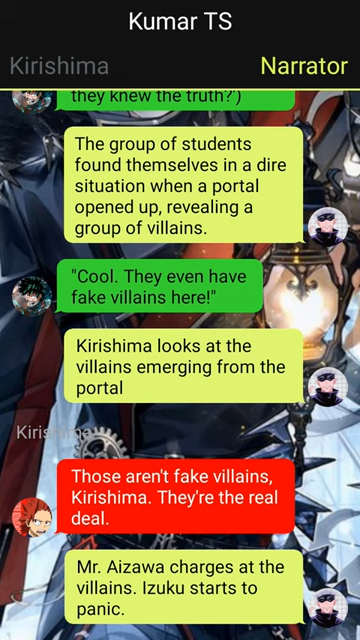 Kumar TS
Kirishima
Narrator
they knew the truth?')
The group of students
found themselves in a dire
situation when a portal
opened up, revealing a
group of villains.
"Cool. They even have
fake villains here!"
Kirishima looks at the
villains emerging from the
portal
Kirishima
Those aren't fake villains,
Kirishima. They're the real
deal.
Mr. Aizawa charges at the
villains. Izuku starts to
panic.